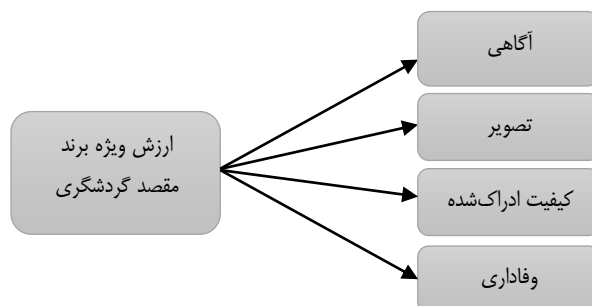 ارزش ویژه برند
مقصد گردشگری
آگاهی
تصویر
کیفیت ادراک‌شده
وفاداری